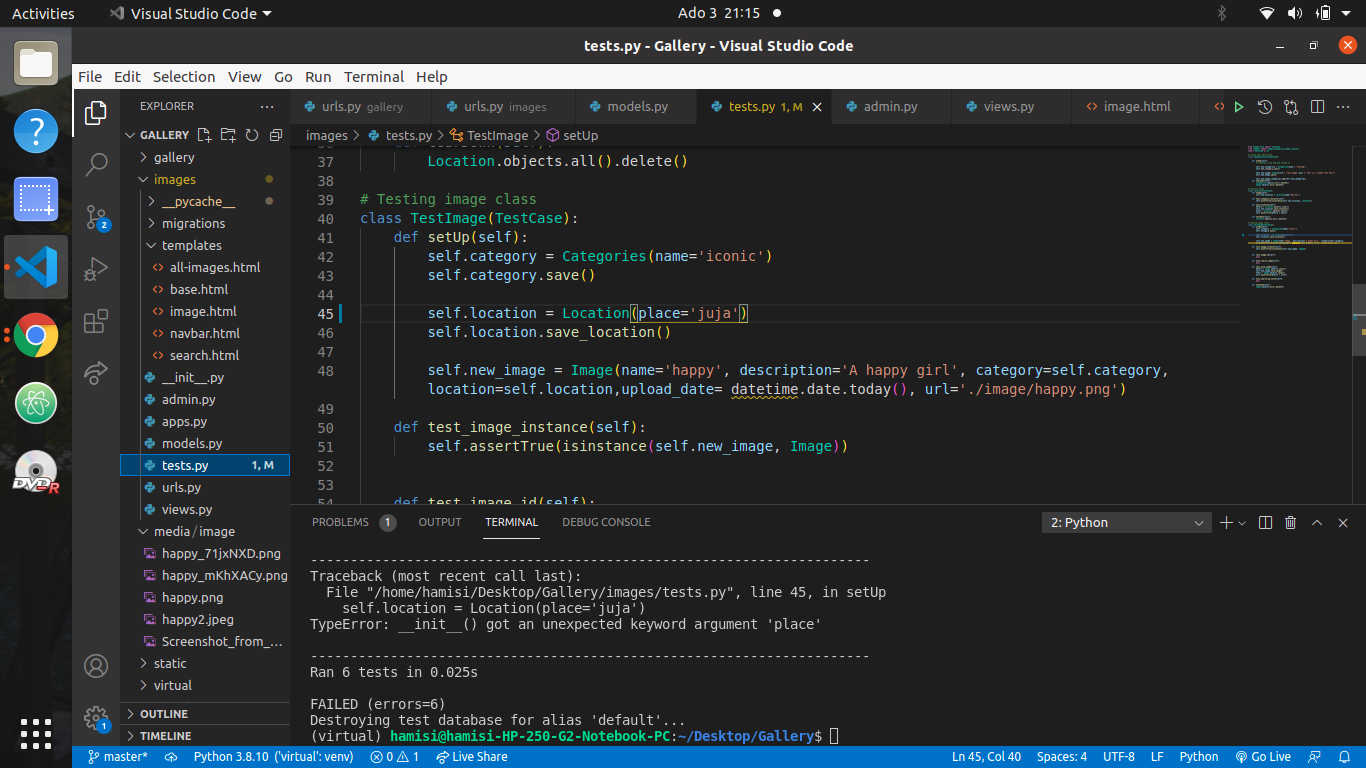 Activities
Visual Studio Code
Ado 3 21:15
tests.py - Gallery - Visual Studio Code
File Edit Selection View Go Run Terminal Help
EXPLORER
urls.py gallery
urls.py images
models.py
tests.py 1, M
admin.py
views.py
image.html
GALLERY
gallery
images
__pycache__
migrations
templates
all-images.html
base.html
image.html
navbar.html
search.html
__init__.py
admin.py
apps.py
models.py
tests.py 1, M
urls.py
views.py
media/image
happy_71jxNXD.png
happy_mKhXACy.png
happy.png
happy2.jpeg
Screenshot_from_...
static
virtual
OUTLINE
TIMELINE
2
1
DVD R
images > tests.py > TestImage > setUp
37 Location.objects.all().delete()
38
39 # Testing image class
40 class TestImage(TestCase):
41 def setUp(self):
42 self.category = Categories(name='iconic')
43 self.category.save()
44
45 self.location = Location(place='juja')
46 self.location.save_location()
47
48 self.new_image = Image(name='happy', description='A happy girl', category=self.category,
location=self.location,upload_date= datetime.date.today(), url='./image/happy.png')
49
50 def test_image_instance(self):
51 self.assertTrue(isinstance(self.new_image, Image))
52
53
54 def test_image_id(self):
PROBLEMS 1 OUTPUT TERMINAL DEBUG CONSOLE
2: Python
----------------------------------------------------------------------
Traceback (most recent call last):
File "/home/hamisi/Desktop/Gallery/images/tests.py", line 45, in setUp
self.location = Location(place='juja')
TypeError: __init__() got an unexpected keyword argument 'place'
----------------------------------------------------------------------
Ran 6 tests in 0.025s
FAILED (errors=6)
Destroying test database for alias 'default'...
(virtual) hamisi@hamisi-HP-250-G2-Notebook-PC:~/Desktop/Gallery$
master* Python 3.8.10 ('virtual': venv) 0 1 Live Share
Ln 45, Col 40 Spaces: 4 UTF-8 LF Python Go Live